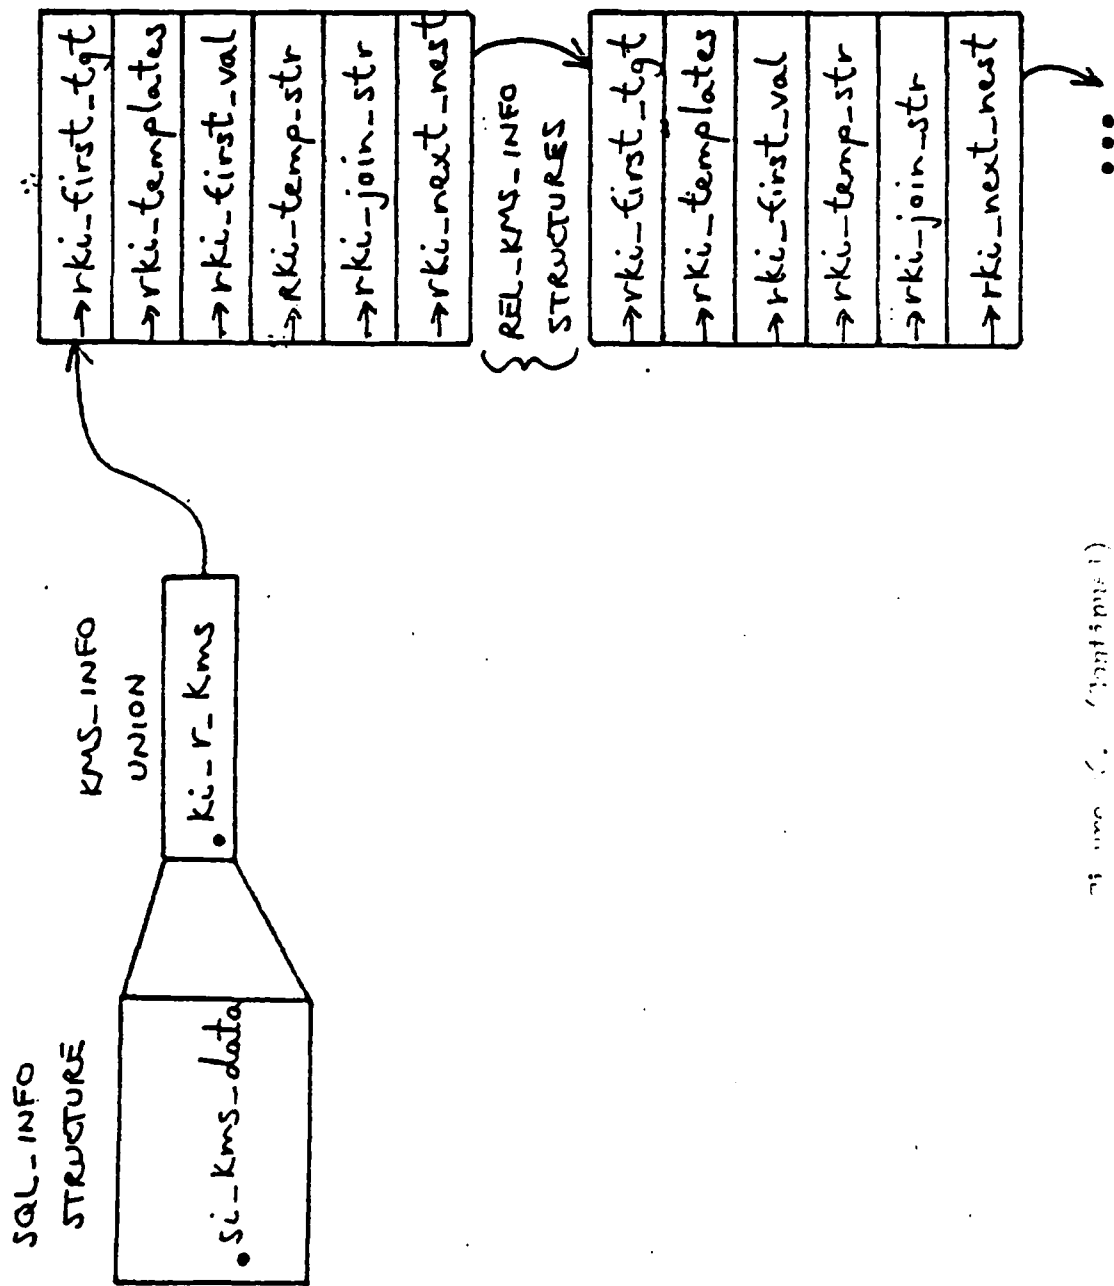 SQL_INFO
STRUCTURE
.si_kms_data
KMS_INFO
UNION
.ki_r_kms
→rki_first_tgt
→rki_templates
→rki_first_val
→Rki_temp_str
→rki_join_str
→rki_next_nest
REL_KMS_INFO
STRUCTURES
→rki_first_tgt
→rki_templates
→rki_first_val
→rki_temp_str
→rki_join_str
→rki_next_nest
...